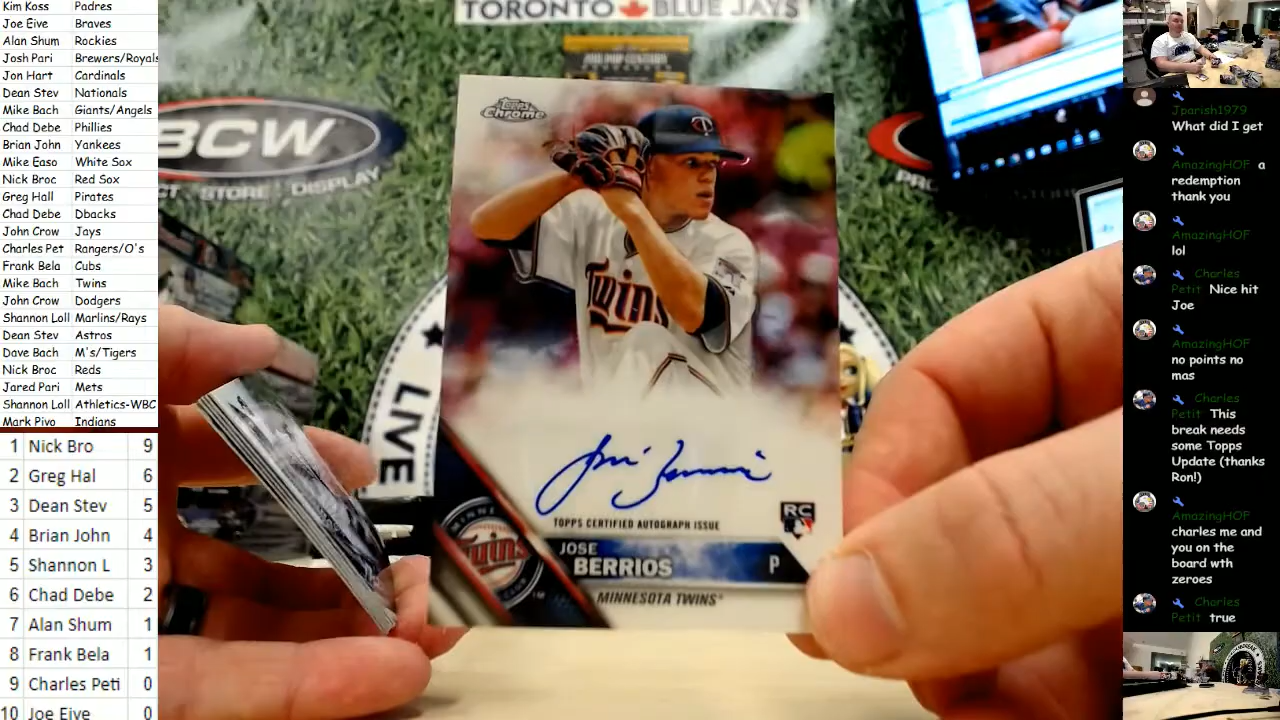 Kim Koss Padres
Joe Eive Braves
Alan Shum Rockies
Josh Pari Brewers/Royals
Jon Hart Cardinals
Dean Stev Nationals
Mike Bach Giants/Angels
Chad Debe Phillies
Brian John Yankees
Mike Easo White Sox
Nick Broc Red Sox
Greg Hall Pirates
Chad Debe Dbacks
John Crow Jays
Charles Pet Rangers/O's
Frank Bela Cubs
Mike Bach Twins
John Crow Dodgers
Shannon Loll Marlins/Rays
Dean Stev Astros
Dave Bach M's/Tigers
Nick Broc Reds
Jared Pari Mets
Shannon Loll Athletics-WBC
Mark Pivo Indians
1 Nick Bro 9
2 Greg Hal 6
3 Dean Stev 5
4 Brian John 4
5 Shannon L 3
6 Chad Debe 2
7 Alan Shum 1
8 Frank Bela 1
9 Charles Peti 0
10 Joe Eive 0
TORONTO BLUE JAYS
BCW
CT · STORE · DISPLAY
PRO
LIVE
Topps
Chrome
T
Twins
TOPPS CERTIFIED AUTOGRAPH ISSUE
RC
MINNE
Twins
JOSE
BERRIOS P
MINNESOTA TWINS
Jparish1979
What did I get
AmazingHOF a
redemption
thank you
AmazingHOF
lol
Charles
Petit Nice hit
Joe
AmazingHOF
no points no
mas
Charles
Petit This
break needs
some Topps
Update (thanks
Ron!)
AmazingHOF
charles me and
you on the
board wth
zeroes
Charles
Petit true